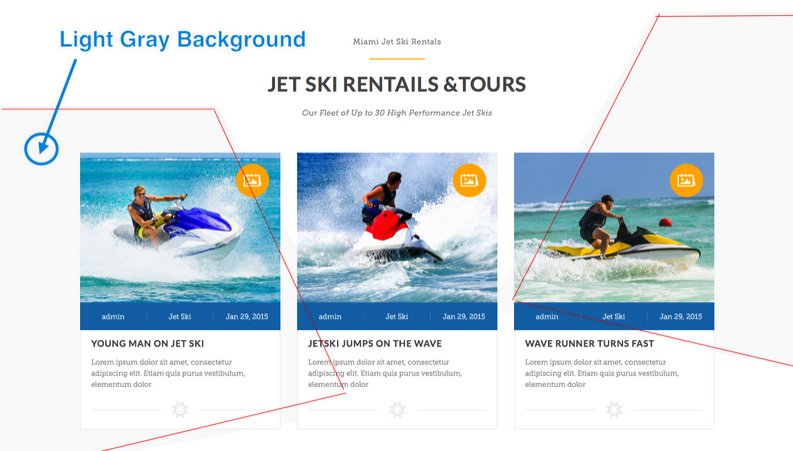 Light Gray Background
Miami Jet Ski Rentals
JET SKI RENTAILS &TOURS
Our Fleet of Up to 30 High Performance Jet Skis
admin
Jet Ski
Jan 29, 2015
YOUNG MAN ON JET SKI
Lorem ipsum dolor sit amet, consectetur
adipiscing elit. Etiam quis purus vestibulum,
elementum dolor
admin
Jet Ski
Jan 29, 2015
JETSKI JUMPS ON THE WAVE
Lorem ipsum dolor sit amet, consectetur
adipiscing elit. Etiam quis purus vestibulum,
elementum dolor
admin
Jet Ski
Jan 29, 2015
WAVE RUNNER TURNS FAST
Lorem ipsum dolor sit amet, consectetur
adipiscing elit. Etiam quis purus vestibulum,
elementum dolor